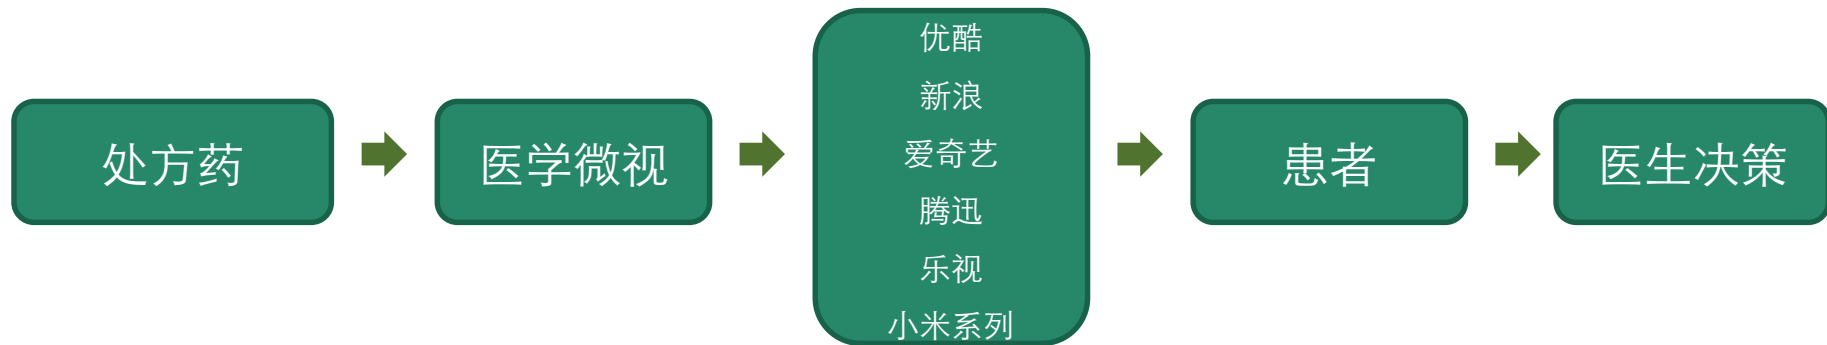 处方药
医学微视
优酷
新浪
爱奇艺
腾迅
乐视
小米系列
患者
医生决策